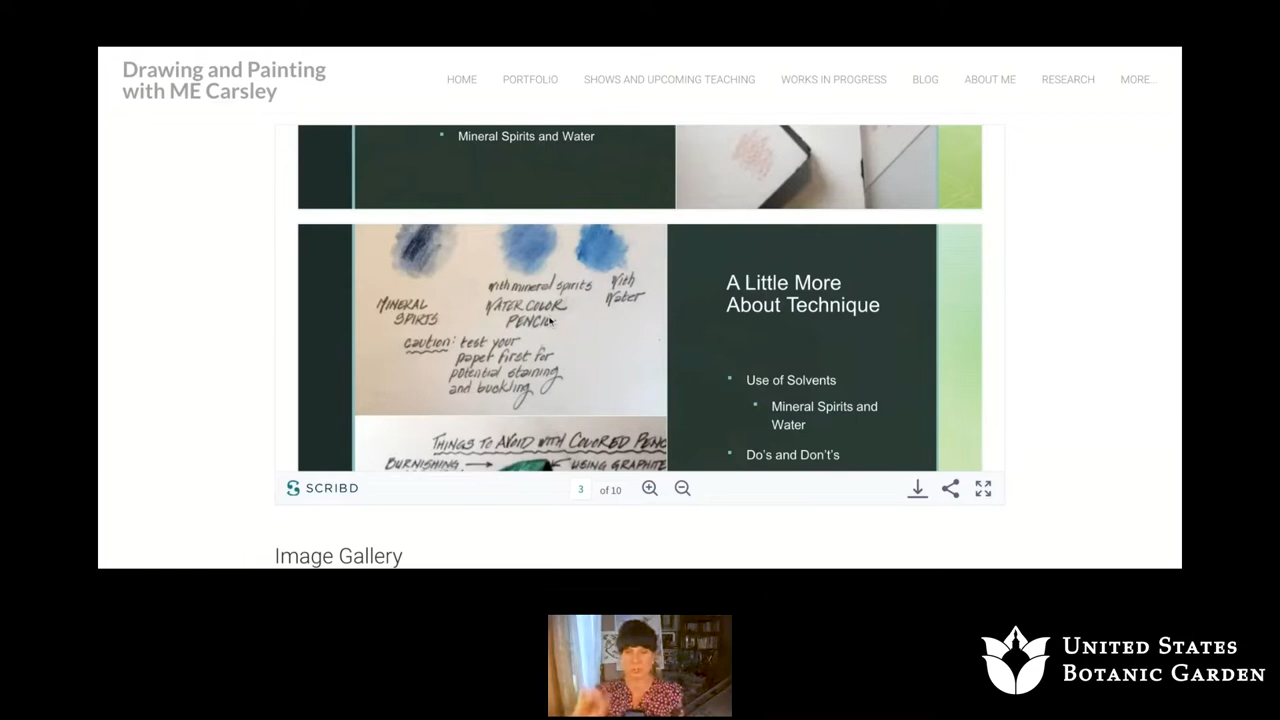 Drawing and Painting
with ME Carsley
HOME PORTFOLIO SHOWS AND UPCOMING TEACHING WORKS IN PROGRESS BLOG ABOUT ME RESEARCH MORE...
Mineral Spirits and Water
with mineral spirits
With
Water
MINERAL
SPIRTS
WATER COLOR
PENCIL
caution: test your
paper first for
potential staining
and buckling
THINGS TO AVOID WITH COLORED PENC
BURNISHING
USING GRAPHITE
A Little More
About Technique
Use of Solvents
Mineral Spirits and
Water
Do's and Don't's
SCRIBD
3 of 10
Image Gallery
UNITED STATES
BOTANIC GARDEN